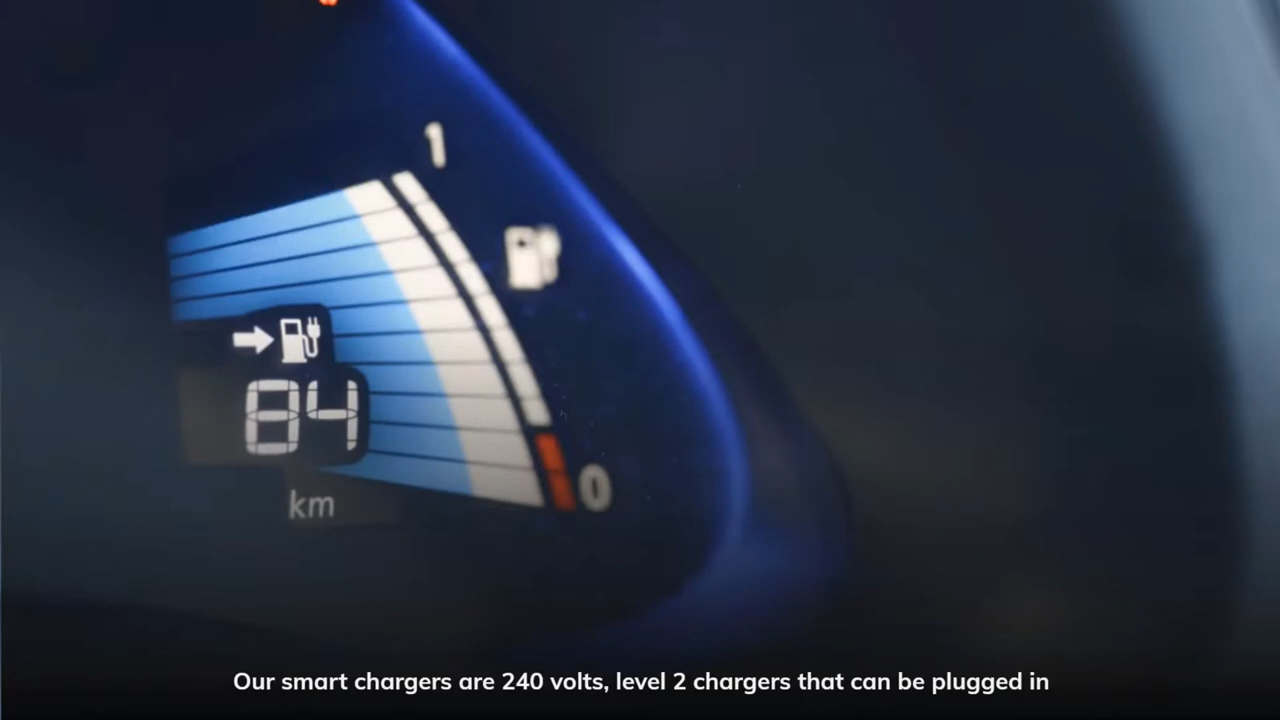 1
84
km
0
Our smart chargers are 240 volts, level 2 chargers that can be plugged in